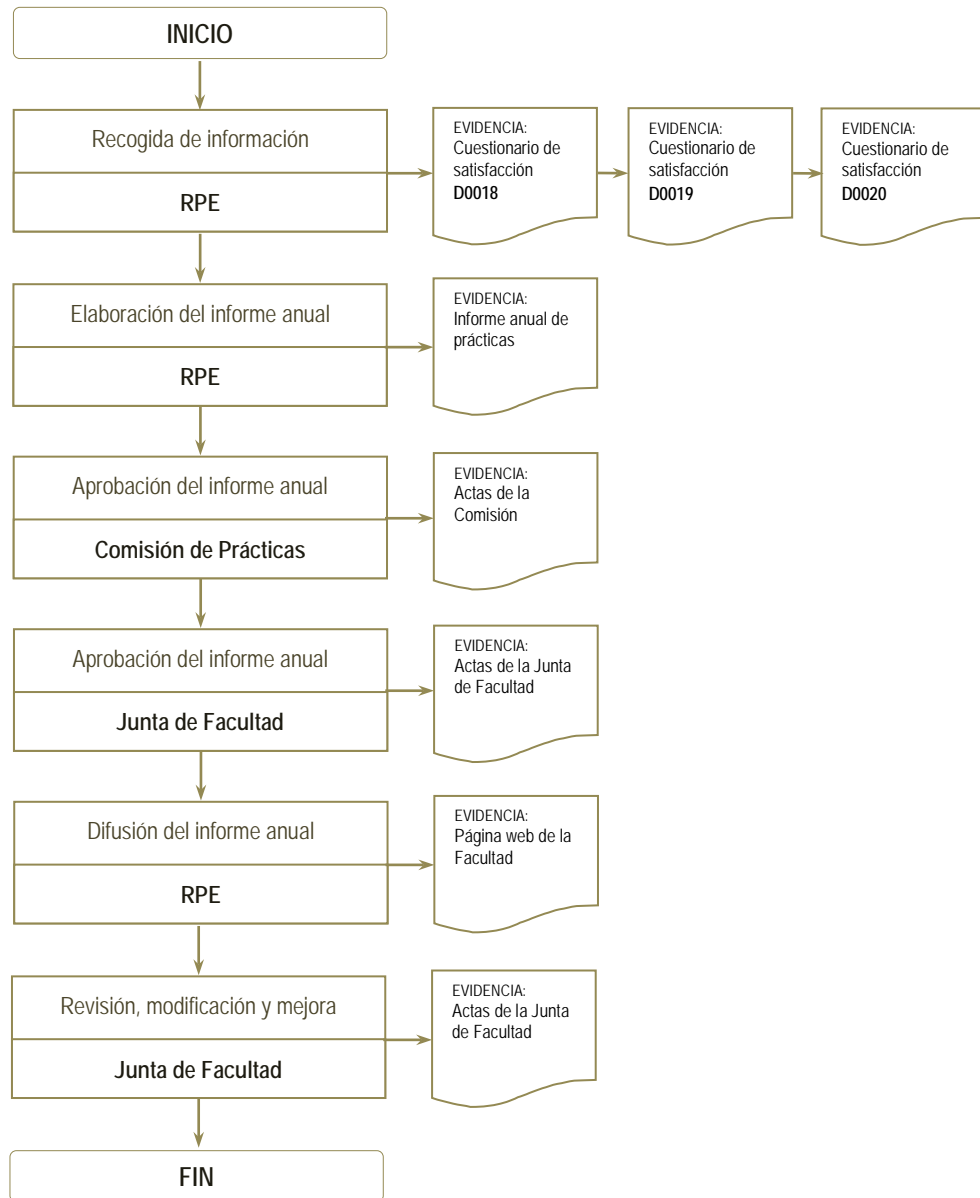 INICIO
Recogida de información
RPE
EVIDENCIA:
Cuestionario de
satisfacción
D0018
EVIDENCIA:
Cuestionario de
satisfacción
D0019
EVIDENCIA:
Cuestionario de
satisfacción
D0020
Elaboración del informe anual
RPE
EVIDENCIA:
Informe anual de
prácticas
Aprobación del informe anual
Comisión de Prácticas
EVIDENCIA:
Actas de la
Comisión
Aprobación del informe anual
Junta de Facultad
EVIDENCIA:
Actas de la Junta
de Facultad
Difusión del informe anual
RPE
EVIDENCIA:
Página web de la
Facultad
Revisión, modificación y mejora
Junta de Facultad
EVIDENCIA:
Actas de la Junta
de Facultad
FIN